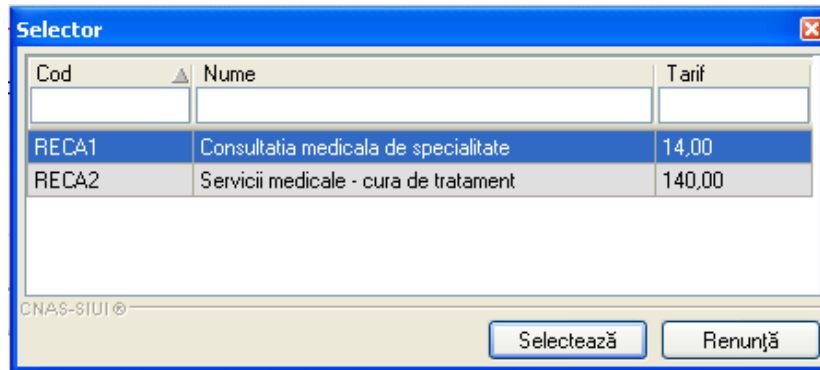 Selector
Cod Nume Tarif
RECA1 Consultatia medicala de specialitate 14,00
RECA2 Servicii medicale - cura de tratament 140,00
CNAS-SIUI ®
Selectează Renunţă